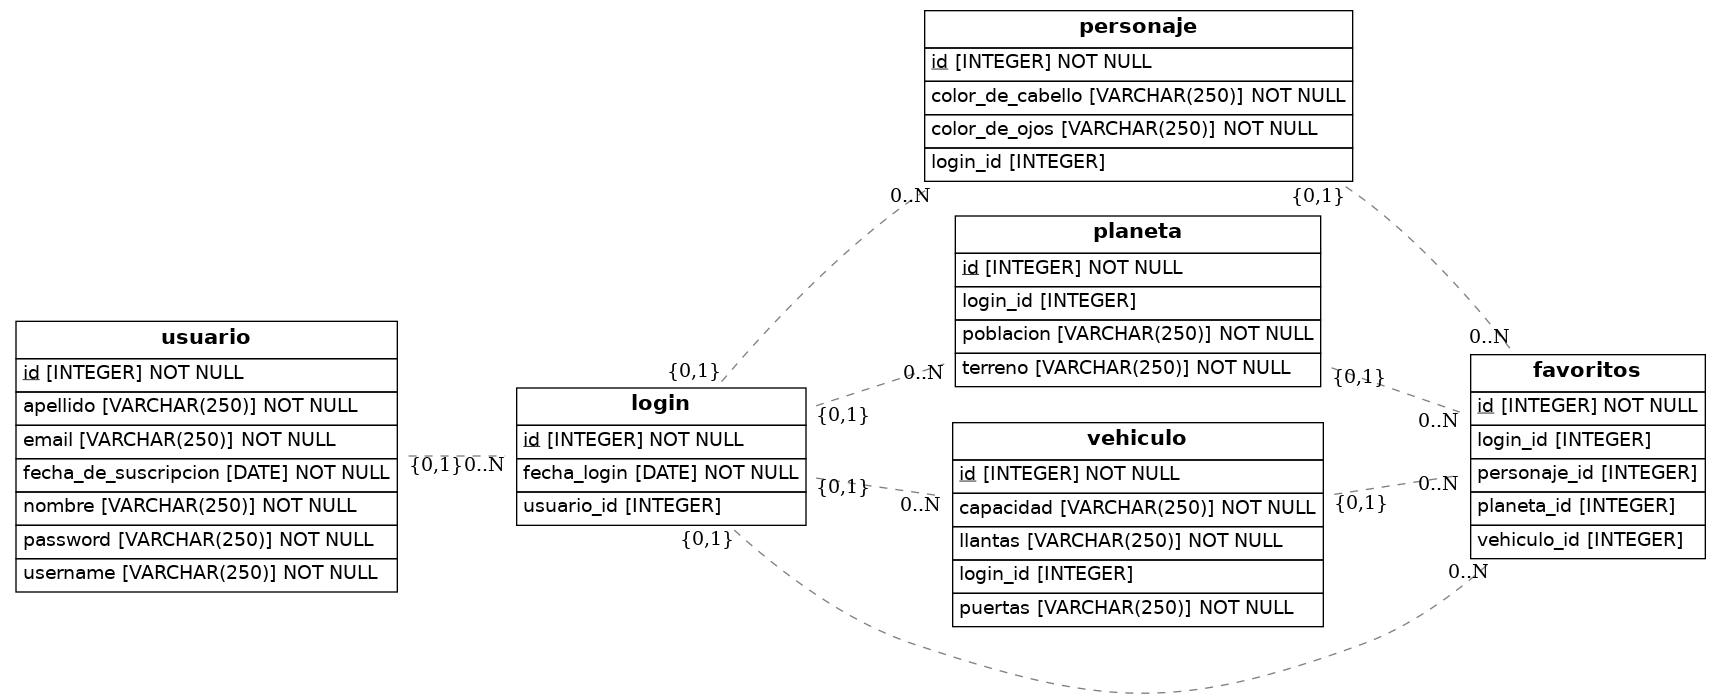 personaje
id [INTEGER] NOT NULL
color_de_cabello [VARCHAR(250)] NOT NULL
color_de_ojos [VARCHAR(250)] NOT NULL
login_id [INTEGER]
0..N
{0,1}
planeta
id [INTEGER] NOT NULL
login_id [INTEGER]
poblacion [VARCHAR(250)] NOT NULL
terreno [VARCHAR(250)] NOT NULL
usuario
id [INTEGER] NOT NULL
apellido [VARCHAR(250)] NOT NULL
email [VARCHAR(250)] NOT NULL
fecha_de_suscripcion [DATE] NOT NULL
nombre [VARCHAR(250)] NOT NULL
password [VARCHAR(250)] NOT NULL
username [VARCHAR(250)] NOT NULL
{0,1}
0..N
{0,1}
login
id [INTEGER] NOT NULL
fecha_login [DATE] NOT NULL
usuario_id [INTEGER]
{0,1}
0..N
{0,1}
0..N
{0,1}
vehiculo
id [INTEGER] NOT NULL
capacidad [VARCHAR(250)] NOT NULL
llantas [VARCHAR(250)] NOT NULL
login_id [INTEGER]
puertas [VARCHAR(250)] NOT NULL
0..N
{0,1}
0..N
{0,1}
0..N
favoritos
id [INTEGER] NOT NULL
login_id [INTEGER]
personaje_id [INTEGER]
planeta_id [INTEGER]
vehiculo_id [INTEGER]
0..N